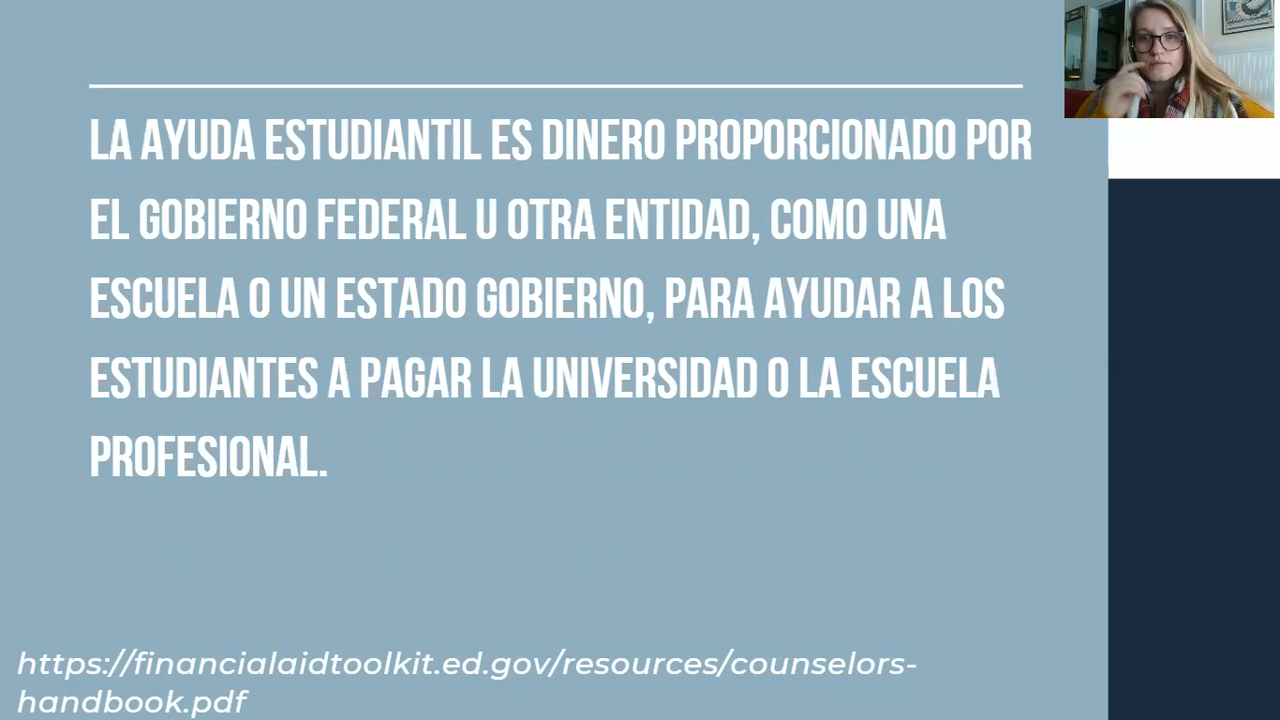 LA AYUDA ESTUDIANTIL ES DINERO PROPORCIONADO POR
EL GOBIERNO FEDERAL U OTRA ENTIDAD, COMO UNA
ESCUELA O UN ESTADO GOBIERNO, PARA AYUDAR A LOS
ESTUDIANTES A PAGAR LA UNIVERSIDAD O LA ESCUELA
PROFESIONAL.
https://financialaidtoolkit.ed.gov/resources/counselors-
handbook.pdf